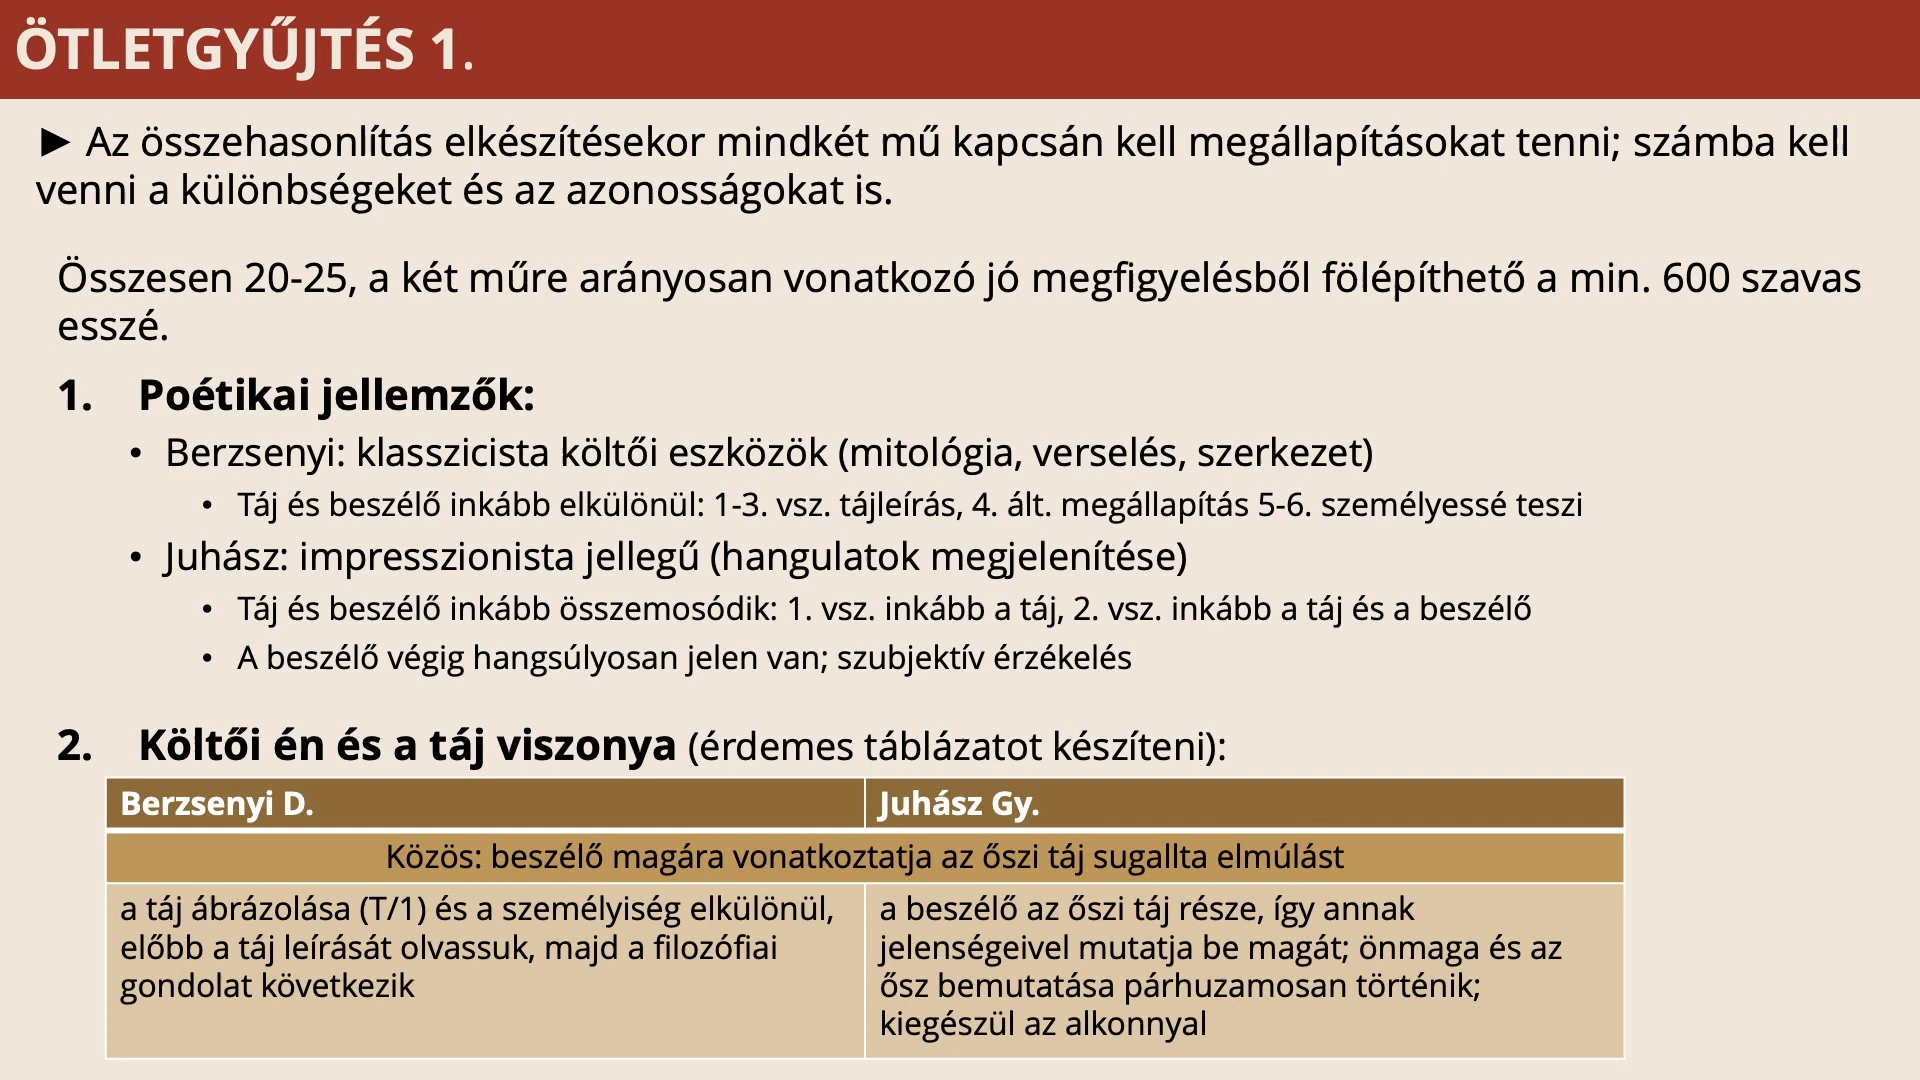 ÖTLETGYŰJTÉS 1.
► Az összehasonlítás elkészítésekor mindkét mű kapcsán kell megállapításokat tenni; számba kell
venni a különbségeket és az azonosságokat is.
Összesen 20-25, a két műre arányosan vonatkozó jó megfigyelésből fölépíthető a min. 600 szavas
esszé.
1. Poétikai jellemzők:
• Berzsenyi: klasszicista költői eszközök (mitológia, verselés, szerkezet)
• Táj és beszélő inkább elkülönül: 1-3. vsz. tájleírás, 4. ált. megállapítás 5-6. személyessé teszi
• Juhász: impresszionista jellegű (hangulatok megjelenítése)
• Táj és beszélő inkább összemosódik: 1. vsz. inkább a táj, 2. vsz. inkább a táj és a beszélő
• A beszélő végig hangsúlyosan jelen van; szubjektív érzékelés
2. Költői én és a táj viszonya (érdemes táblázatot készíteni):
Berzsenyi D.
Juhász Gy.
Közös: beszélő magára vonatkoztatja az őszi táj sugallta elmúlást
a táj ábrázolása (T/1) és a személyiség elkülönül,
előbb a táj leírását olvassuk, majd a filozófiai
gondolat következik
a beszélő az őszi táj része, így annak
jelenségeivel mutatja be magát; önmaga és az
ősz bemutatása párhuzamosan történik;
kiegészül az alkonnyal